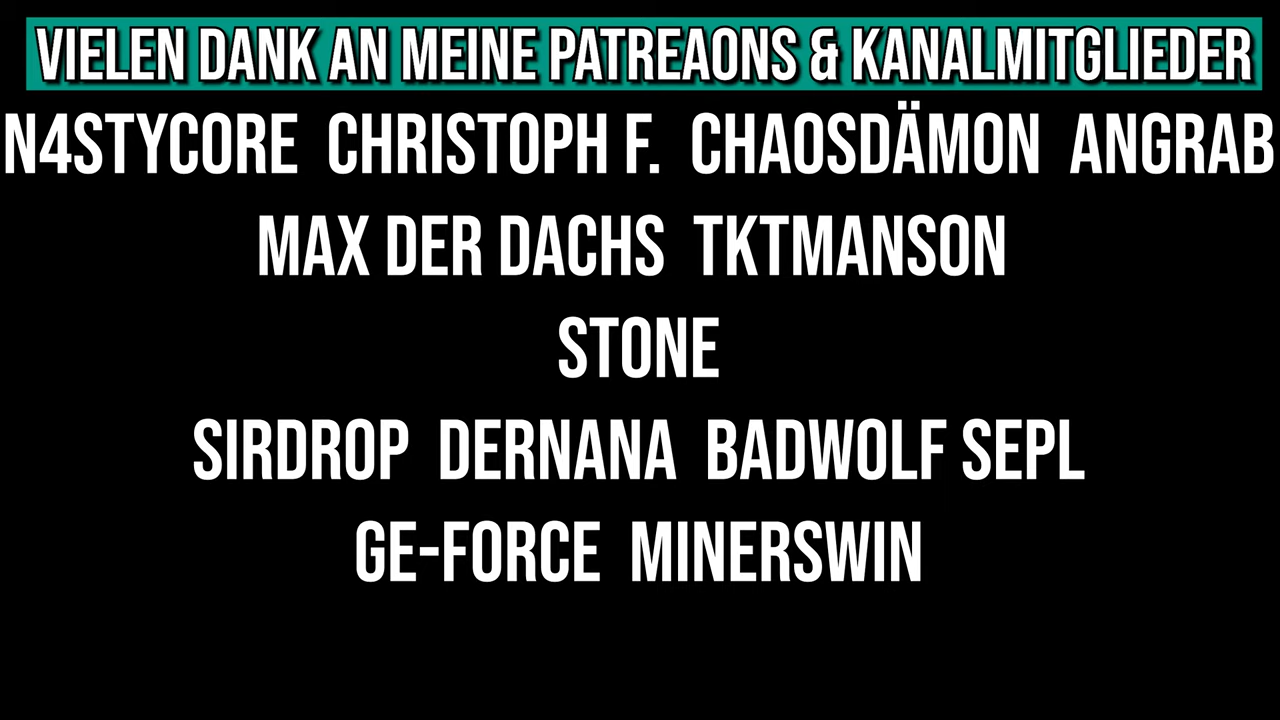 VIELEN DANK AN MEINE PATREAONS & KANALMITGLIEDER
N4STYCORE CHRISTOPH F. CHAOSDÄMON ANGRAB
MAX DER DACHS TKTMANSON
STONE
SIRDROP DERNANA BADWOLF SEPL
GE-FORCE MINERSWIN